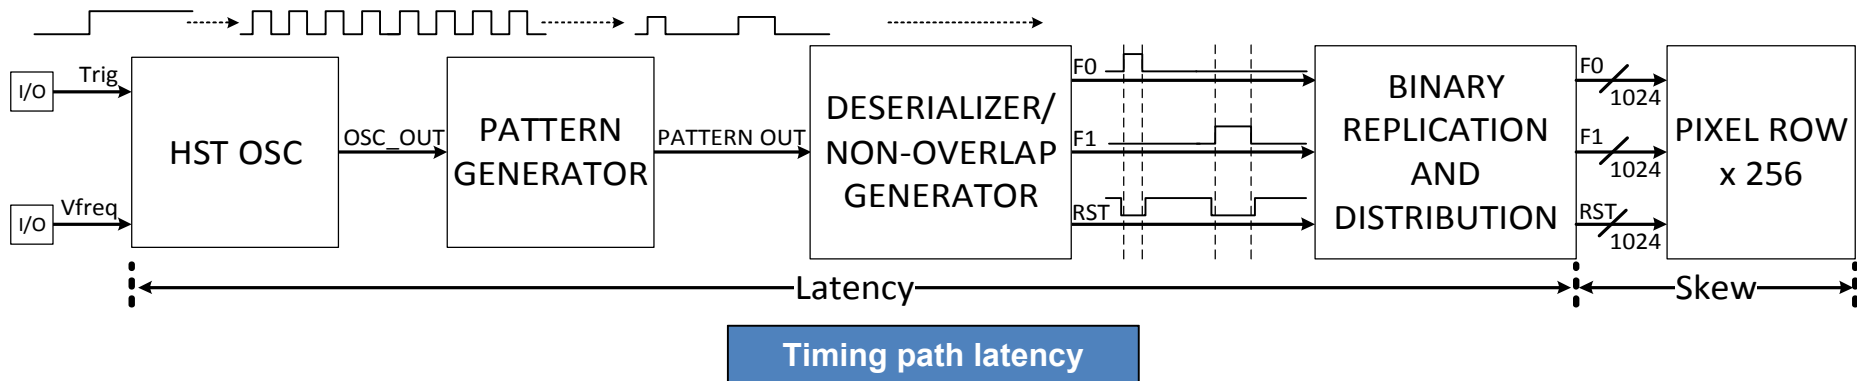 I/O
Trig
I/O
Vfreq
HST OSC
OSC_OUT
PATTERN
GENERATOR
PATTERN OUT
DESERIALIZER/
NON-OVERLAP
GENERATOR
F0
F1
RST
BINARY
REPLICATION
AND
DISTRIBUTION
F0
1024
F1
1024
RST
1024
PIXEL ROW
x 256
Latency
Skew
Timing path latency